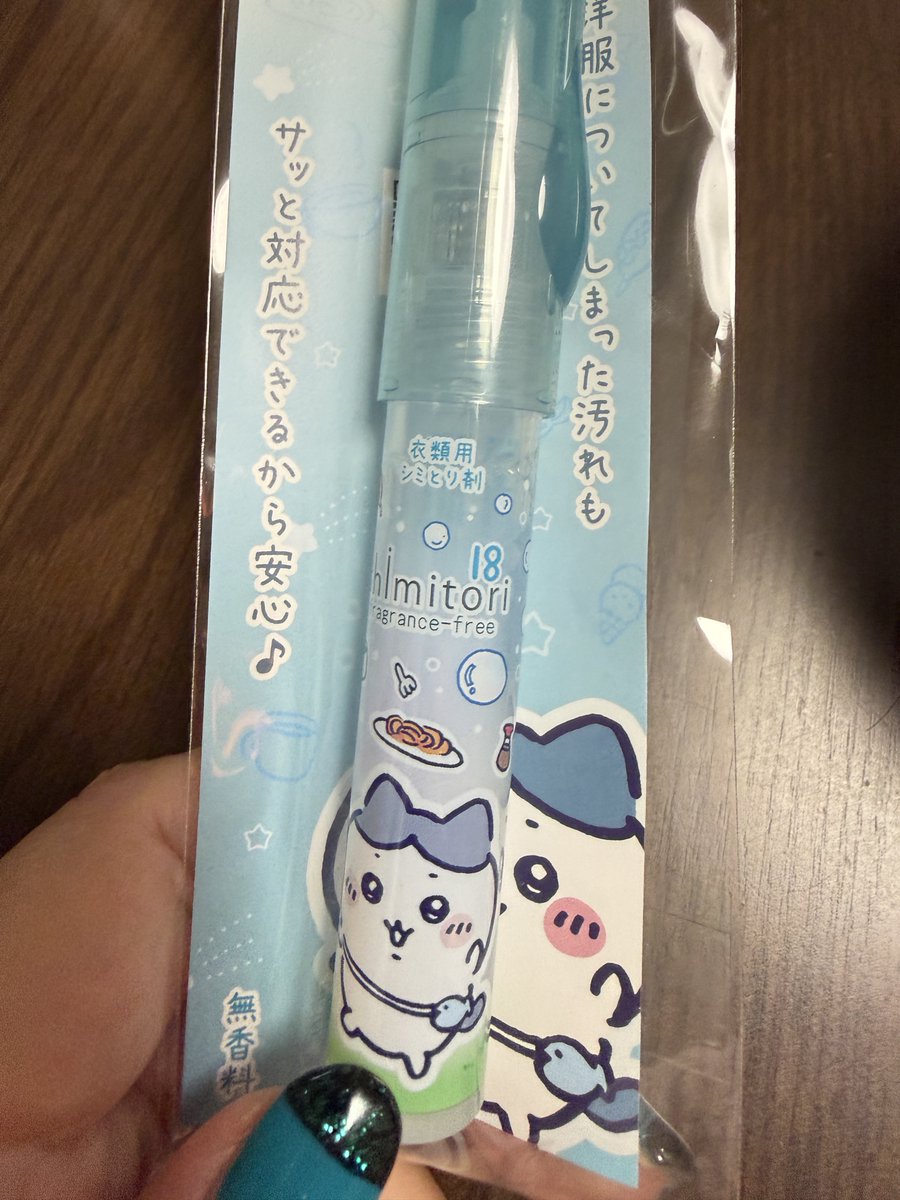 洋服についてしまった汚れも
サッと対応できるから安心♪
衣類用
シミとり剤
18
himitori
ragrance-free
無香料